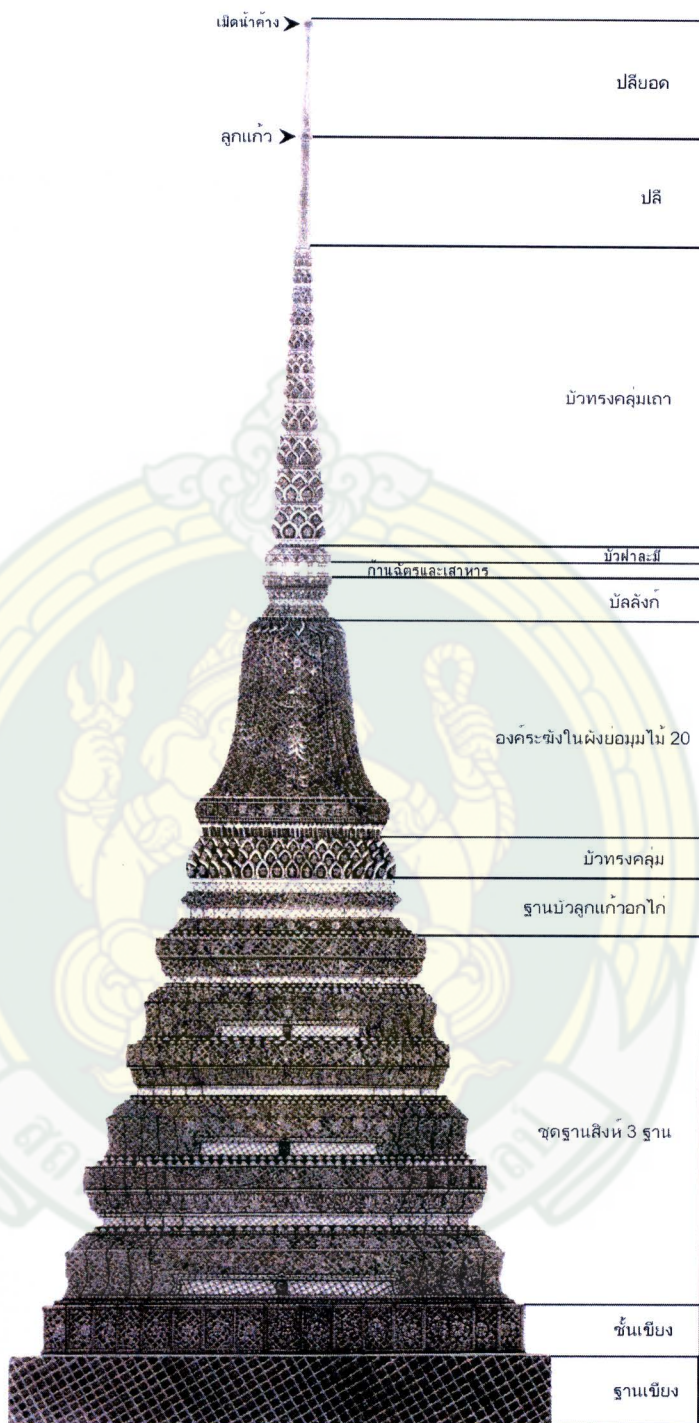 เม็ดน้ำค้าง
ปลียอด
ลูกแก้ว
ปลี
บัวทรงคลุ่มเถา
บัวฝาละมี
ก้านฉัตรและเสาหาร
บัลลังก์
องค์ระฆังในผังย่อมุมไม้ 20
บัวทรงคลุ่ม
ฐานบัวลูกแก้วอกไก่
ชุดฐานสิงห์ 3 ฐาน
ชั้นเขียง
ฐานเขียง